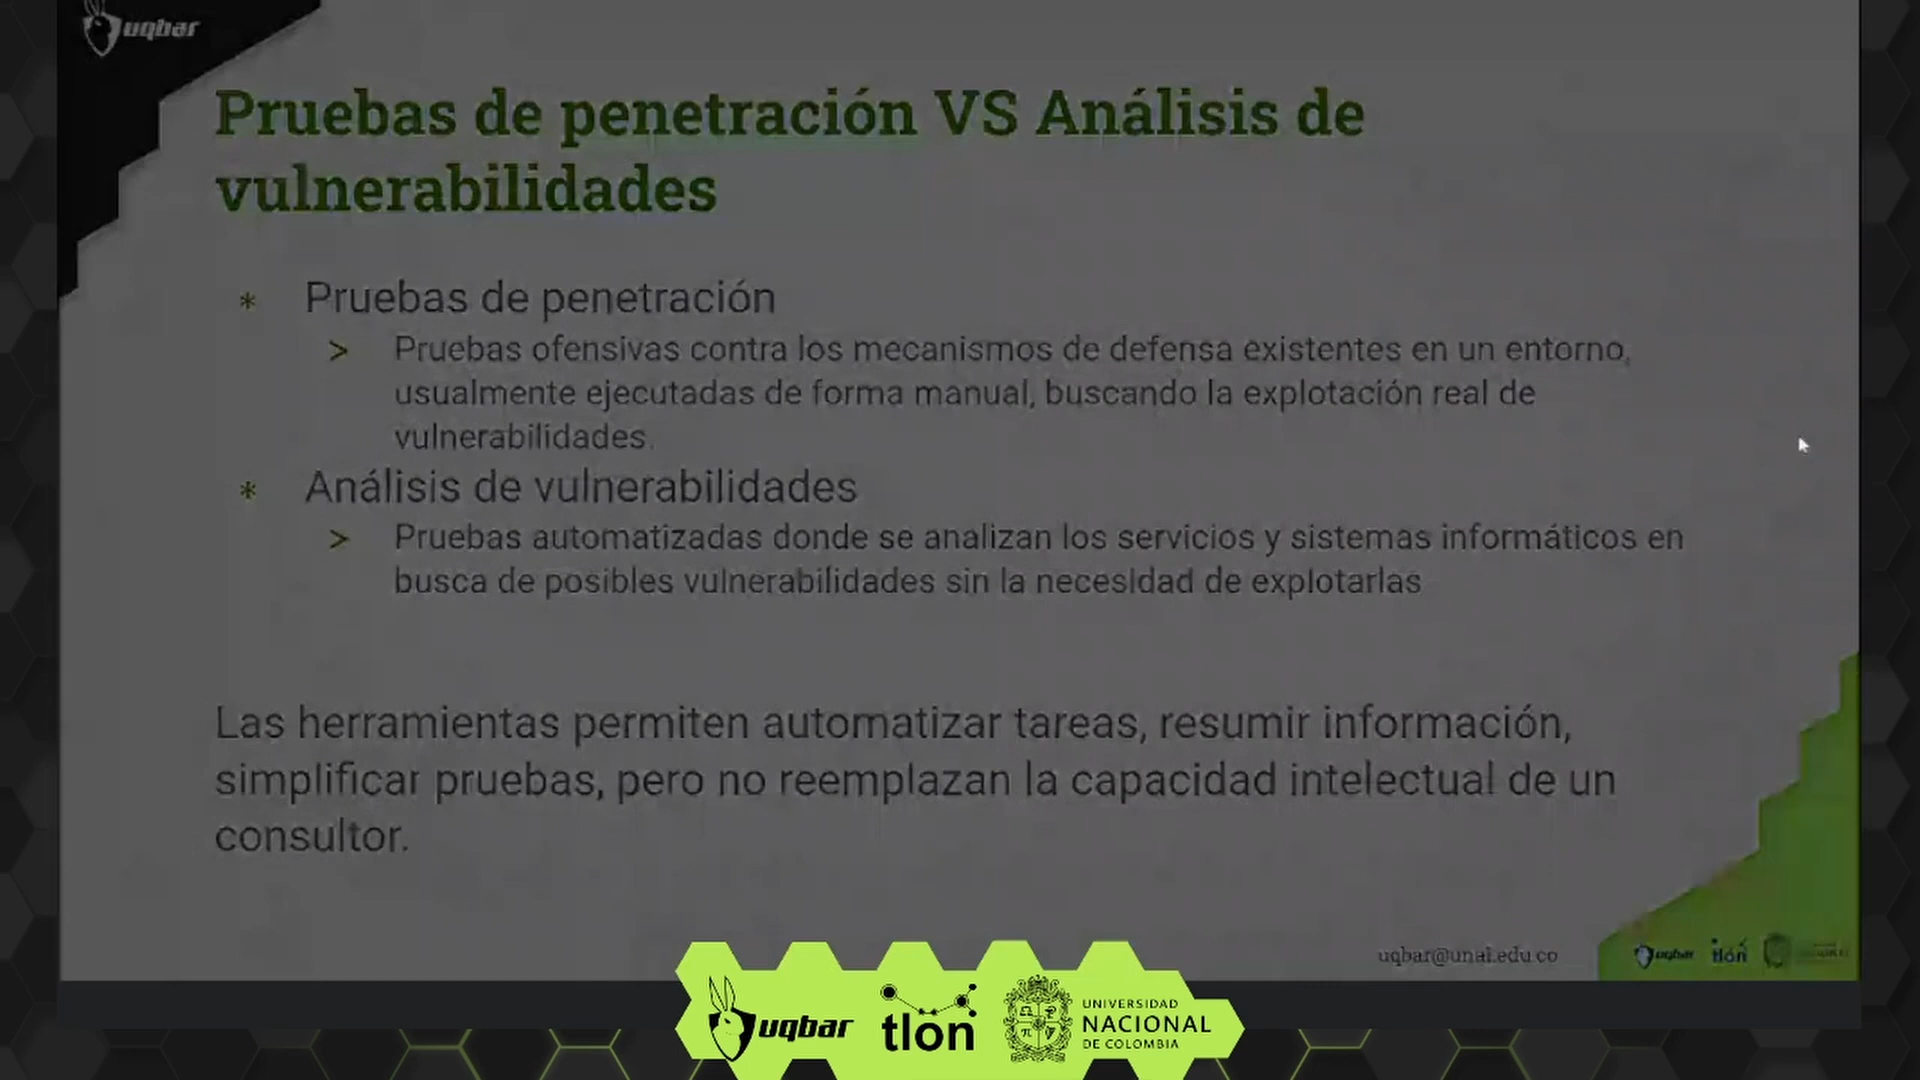 uqbar
Pruebas de penetración VS Análisis de
vulnerabilidades
* Pruebas de penetración
> Pruebas ofensivas contra los mecanismos de defensa existentes en un entorno,
usualmente ejecutadas de forma manual, buscando la explotación real de
vulnerabilidades.
* Análisis de vulnerabilidades
> Pruebas automatizadas donde se analizan los servicios y sistemas informáticos en
busca de posibles vulnerabilidades sin la necesidad de explotarlas
Las herramientas permiten automatizar tareas, resumir información,
simplificar pruebas, pero no reemplazan la capacidad intelectual de un
consultor.
uqbar@unal.edu.co
uqbar tlön
uqbar
tlon
UNIVERSIDAD
NACIONAL
DE COLOMBIA